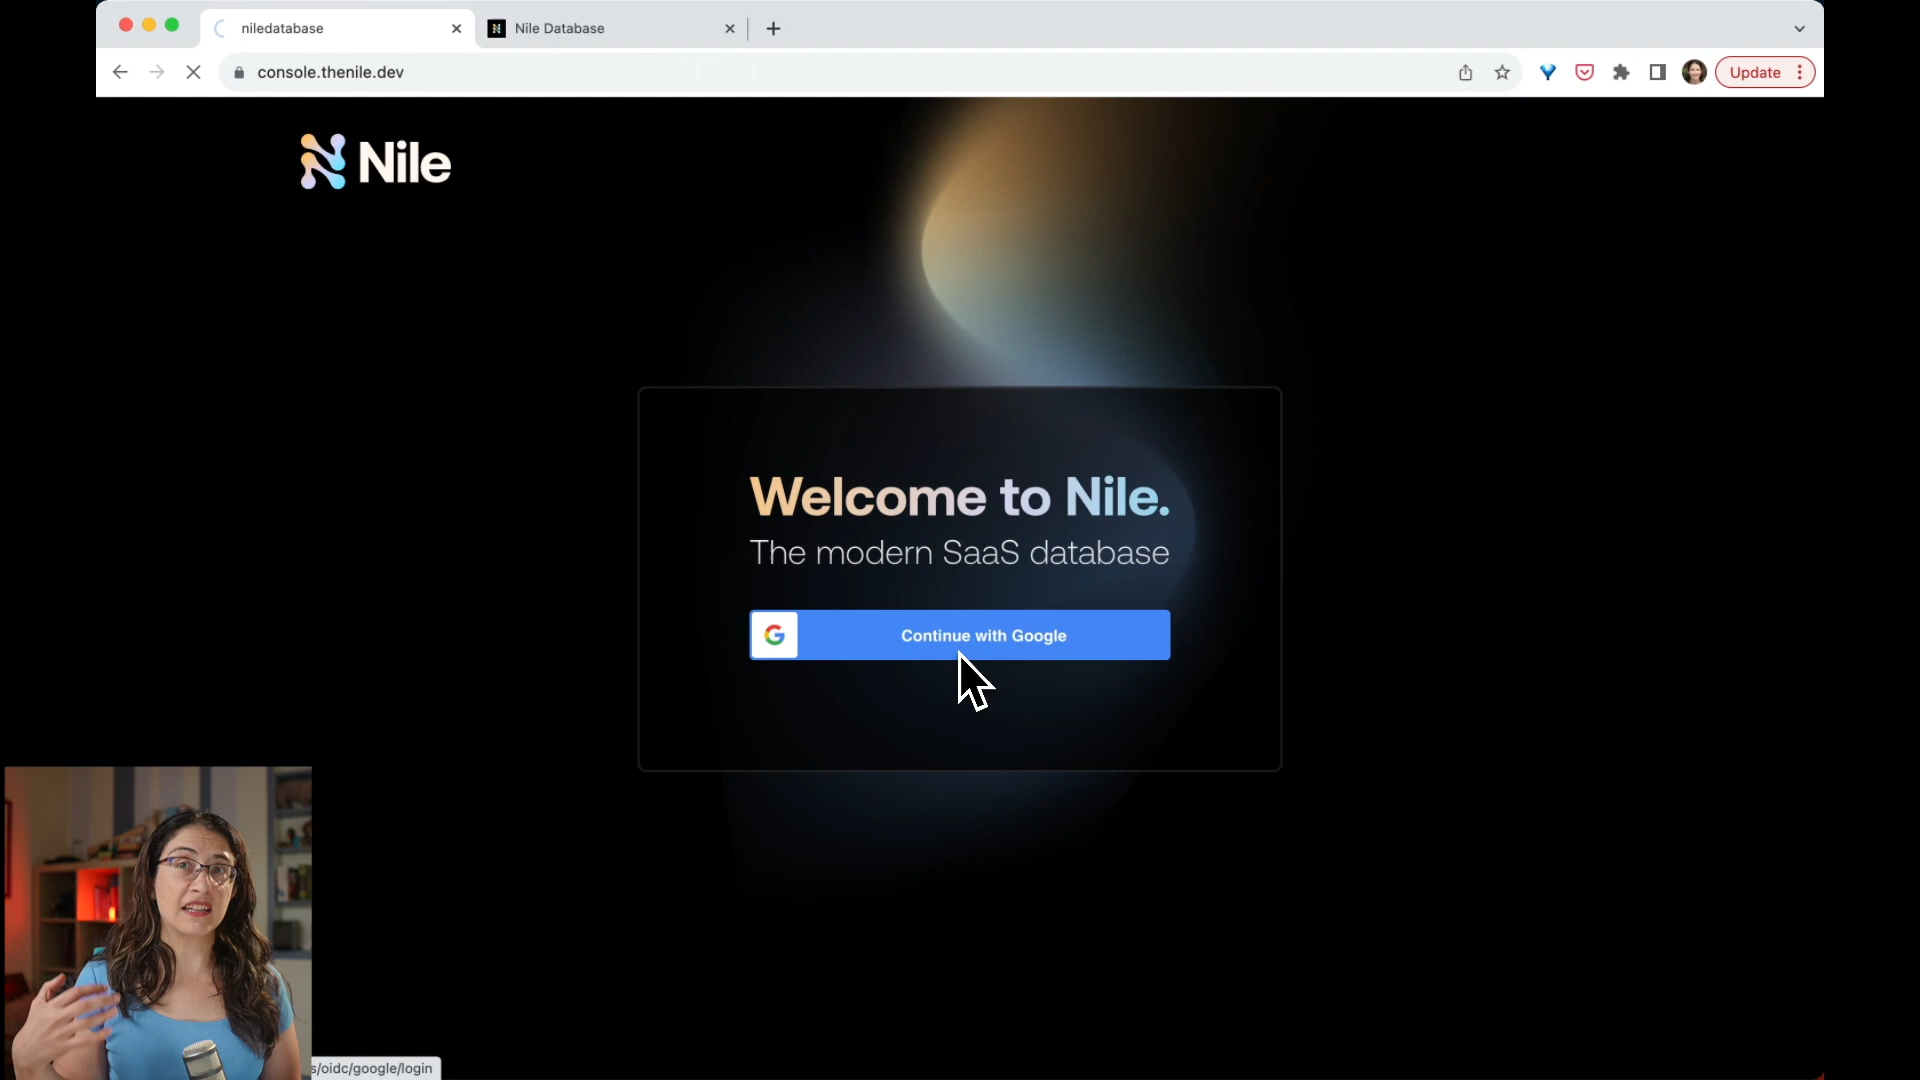 niledatabase
Nile Database
console.thenile.dev
Update
Nile
Welcome to Nile.
The modern SaaS database
Continue with Google
s/oidc/google/login